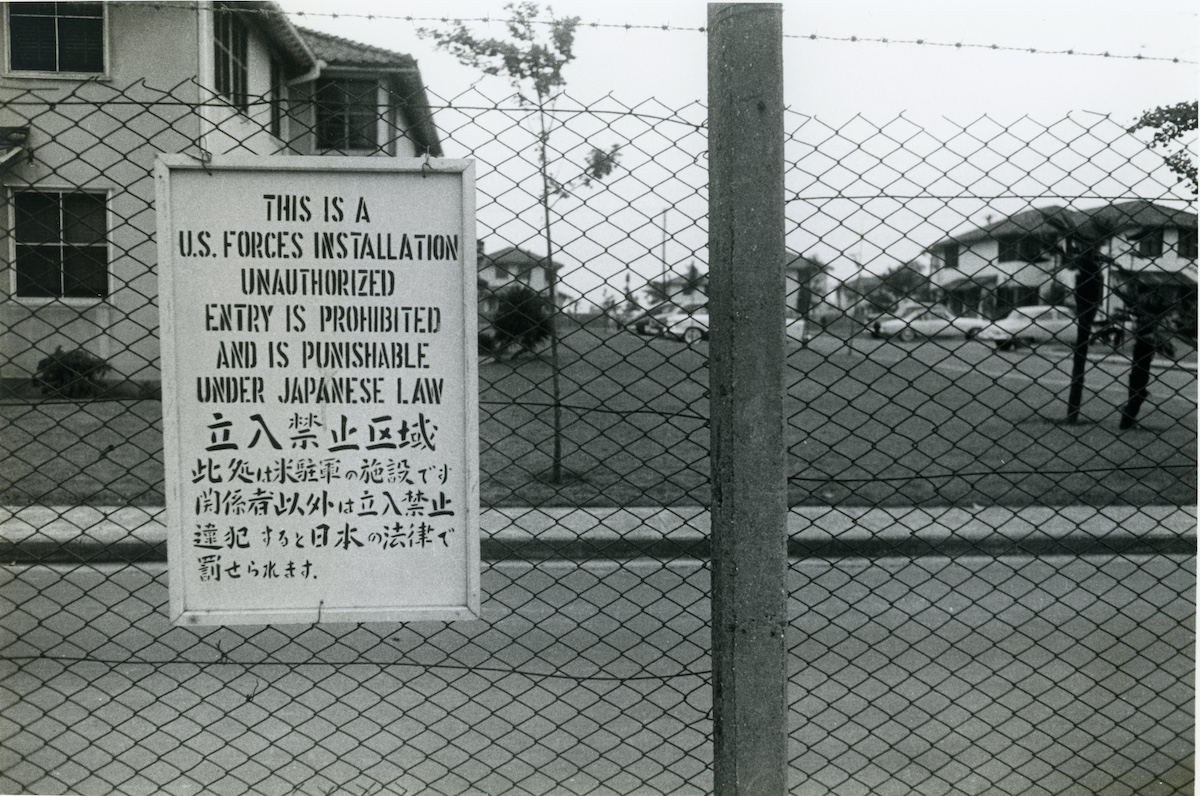 THIS IS A
U.S. FORCES INSTALLATION
UNAUTHORIZED
ENTRY IS PROHIBITED
AND IS PUNISHABLE
UNDER JAPANESE LAW
立入禁止区域
此処は米駐軍の施設です
関係者以外は立入禁止
違犯すると日本の法律で
罰せられます.